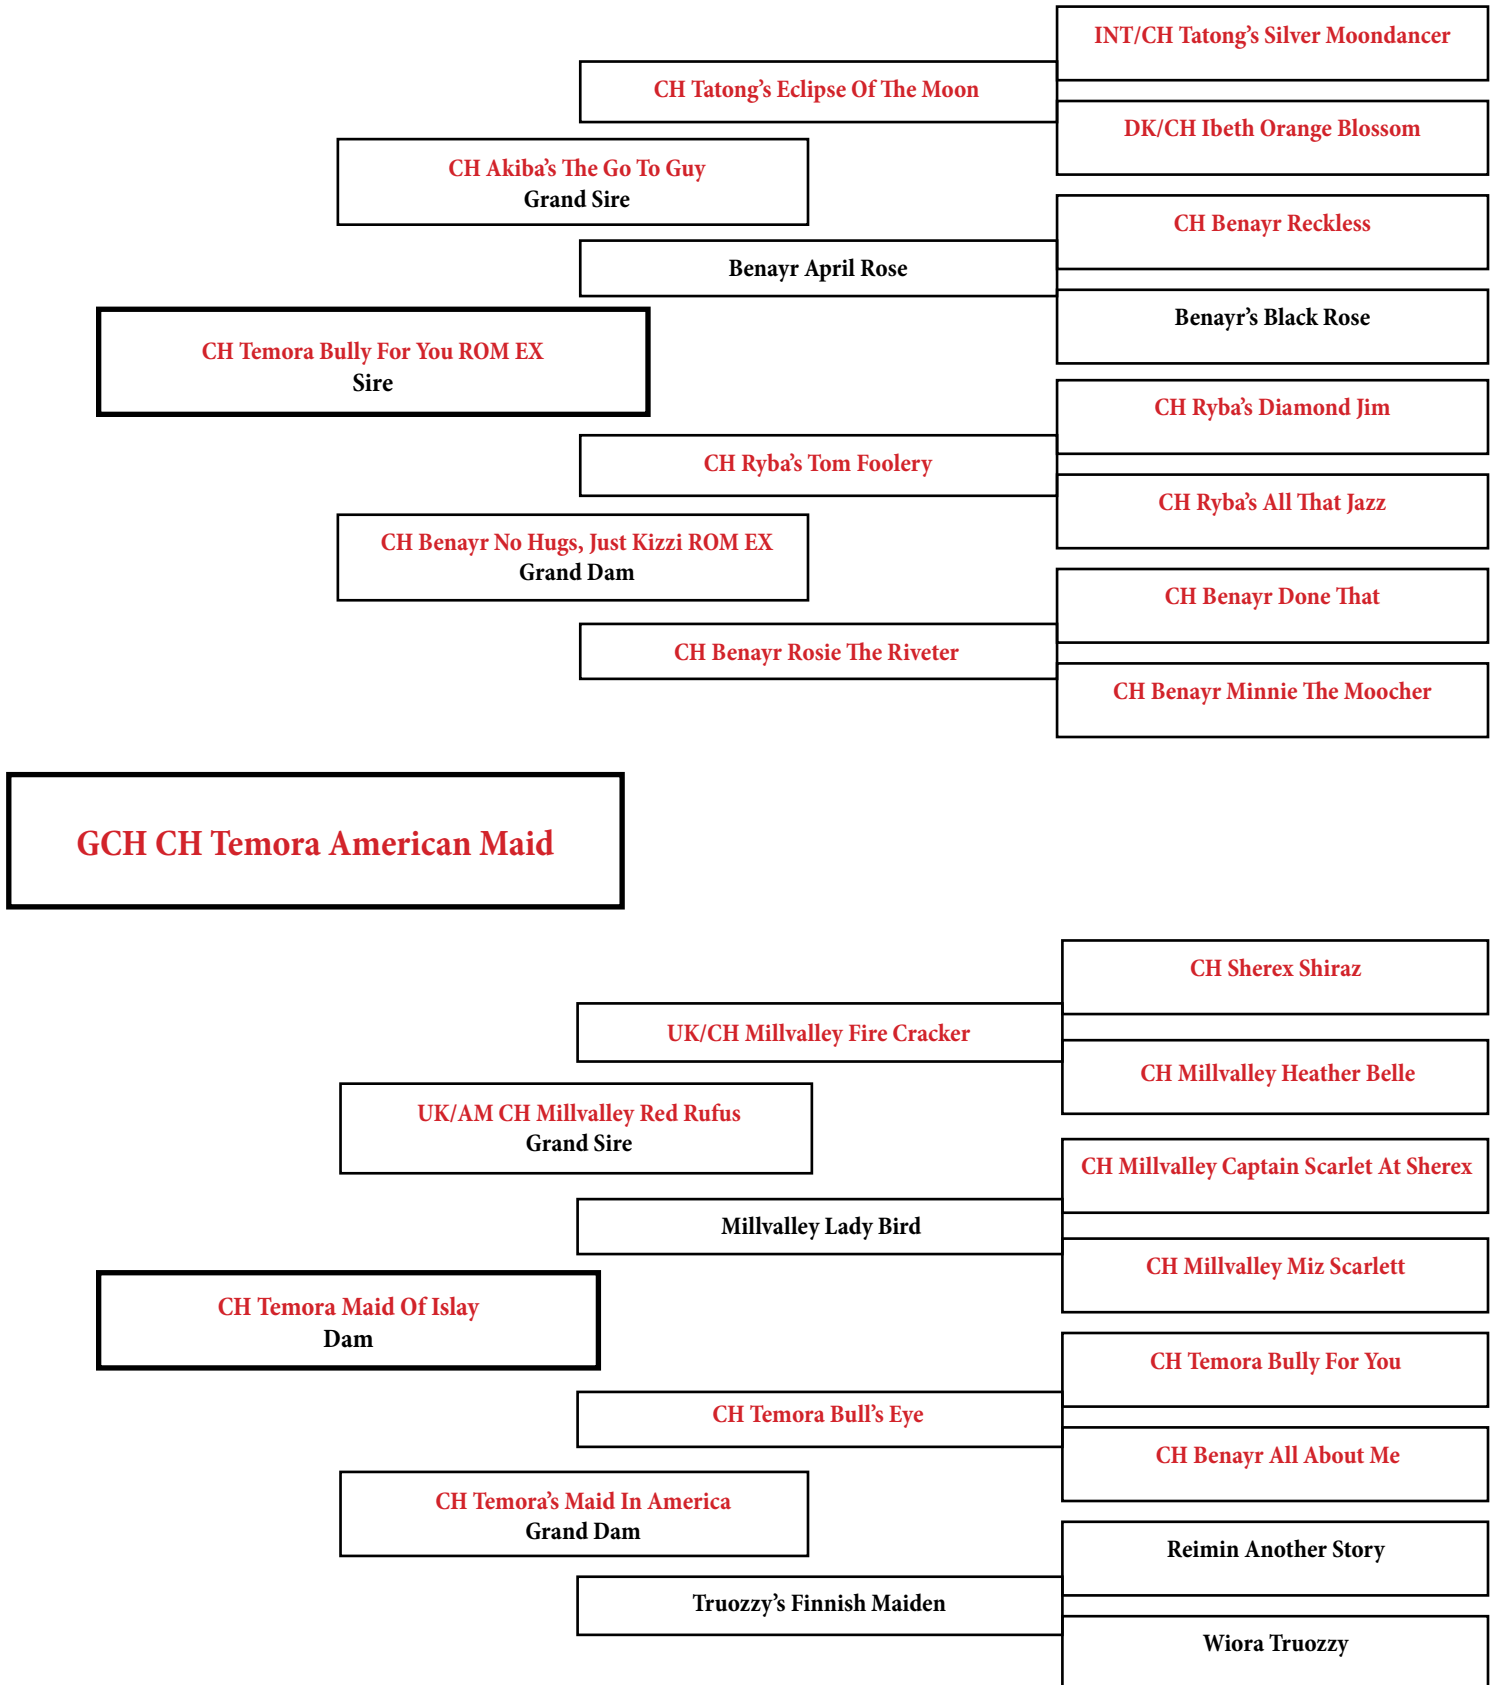 INT/CH Tatong’s Silver Moondancer
CH Tatong’s Eclipse Of The Moon
DK/CH Ibeth Orange Blossom
CH Akiba’s The Go To Guy
Grand Sire
CH Benayr Reckless
Benayr April Rose
Benayr’s Black Rose
CH Temora Bully For You ROM EX
Sire
CH Ryba’s Diamond Jim
CH Ryba’s Tom Foolery
CH Ryba’s All That Jazz
CH Benayr No Hugs, Just Kizzi ROM EX
Grand Dam
CH Benayr Done That
CH Benayr Rosie The Riveter
CH Benayr Minnie The Moocher
GCH CH Temora American Maid
CH Sherex Shiraz
UK/CH Millvalley Fire Cracker
CH Millvalley Heather Belle
UK/AM CH Millvalley Red Rufus
Grand Sire
CH Millvalley Captain Scarlet At Sherex
Millvalley Lady Bird
CH Millvalley Miz Scarlett
CH Temora Maid Of Islay
Dam
CH Temora Bully For You
CH Temora Bull’s Eye
CH Benayr All About Me
CH Temora’s Maid In America
Grand Dam
Reimin Another Story
Truozzy’s Finnish Maiden
Wiora Truozzy